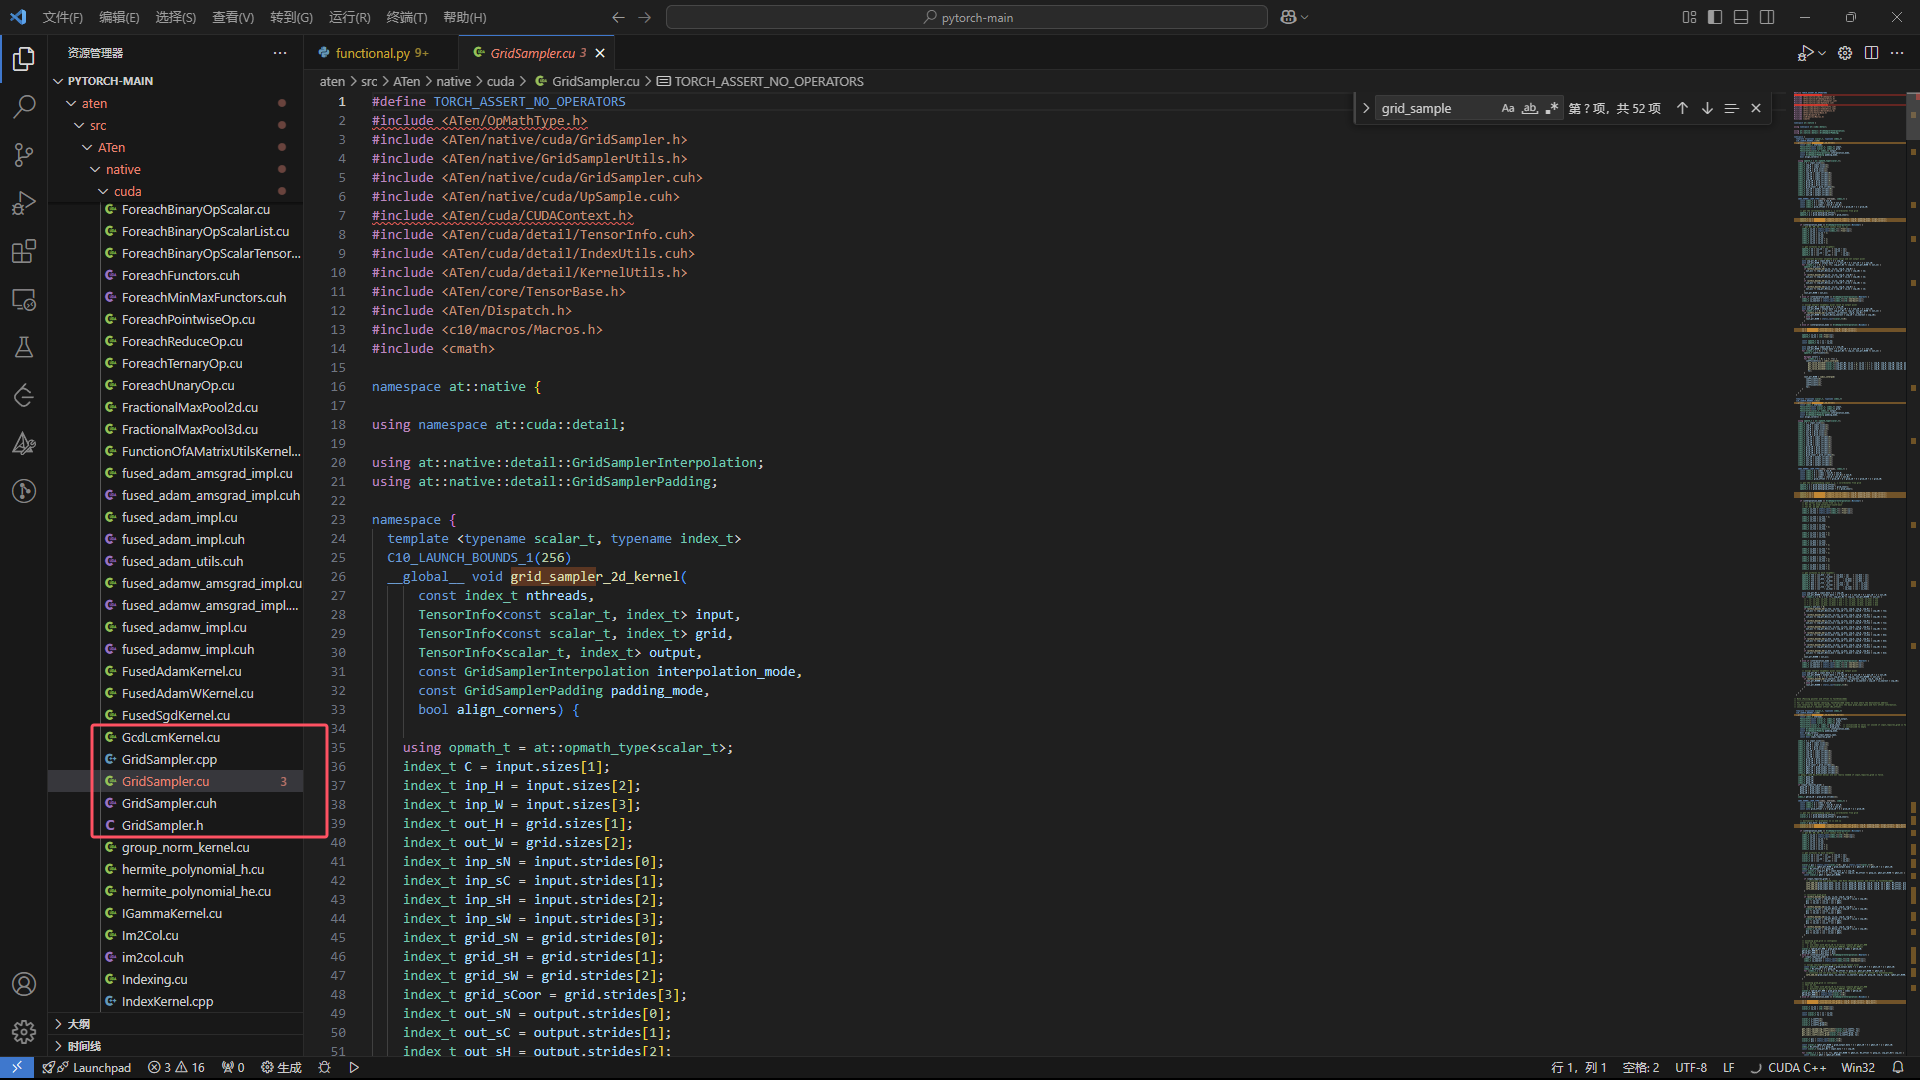 文件(F) 编辑(E) 选择(S) 查看(V) 转到(G) 运行(R) 终端(T) 帮助(H)
pytorch-main
资源管理器
functional.py 9+
GridSampler.cu 3
aten > src > ATen > native > cuda > GridSampler.cu > TORCH_ASSERT_NO_OPERATORS
grid_sample Aa ab 第 ? 项，共 52 项
PYTORCH-MAIN
aten
src
ATen
native
cuda
ForeachBinaryOpScalar.cu
ForeachBinaryOpScalarList.cu
ForeachBinaryOpScalarTensor...
ForeachFunctors.cuh
ForeachMinMaxFunctors.cuh
ForeachPointwiseOp.cu
ForeachReduceOp.cu
ForeachTernaryOp.cu
ForeachUnaryOp.cu
FractionalMaxPool2d.cu
FractionalMaxPool3d.cu
FunctionOfAMatrixUtilsKernel...
fused_adam_amsgrad_impl.cu
fused_adam_amsgrad_impl.cuh
fused_adam_impl.cu
fused_adam_impl.cuh
fused_adam_utils.cuh
fused_adamw_amsgrad_impl.cu
fused_adamw_amsgrad_impl....
fused_adamw_impl.cu
fused_adamw_impl.cuh
FusedAdamKernel.cu
FusedAdamWKernel.cu
FusedSgdKernel.cu
GcdLcmKernel.cu
GridSampler.cpp
GridSampler.cu 3
GridSampler.cuh
GridSampler.h
group_norm_kernel.cu
hermite_polynomial_h.cu
hermite_polynomial_he.cu
IGammaKernel.cu
Im2Col.cu
im2col.cuh
Indexing.cu
IndexKernel.cpp
大纲
时间线
1 #define TORCH_ASSERT_NO_OPERATORS
2 #include <ATen/OpMathType.h>
3 #include <ATen/native/cuda/GridSampler.h>
4 #include <ATen/native/GridSamplerUtils.h>
5 #include <ATen/native/cuda/GridSampler.cuh>
6 #include <ATen/native/cuda/UpSample.cuh>
7 #include <ATen/cuda/CUDAContext.h>
8 #include <ATen/cuda/detail/TensorInfo.cuh>
9 #include <ATen/cuda/detail/IndexUtils.cuh>
10 #include <ATen/cuda/detail/KernelUtils.h>
11 #include <ATen/core/TensorBase.h>
12 #include <ATen/Dispatch.h>
13 #include <c10/macros/Macros.h>
14 #include <cmath>
15
16 namespace at::native {
17
18 using namespace at::cuda::detail;
19
20 using at::native::detail::GridSamplerInterpolation;
21 using at::native::detail::GridSamplerPadding;
22
23 namespace {
24 template <typename scalar_t, typename index_t>
25 C10_LAUNCH_BOUNDS_1(256)
26 __global__ void grid_sampler_2d_kernel(
27 const index_t nthreads,
28 TensorInfo<const scalar_t, index_t> input,
29 TensorInfo<const scalar_t, index_t> grid,
30 TensorInfo<scalar_t, index_t> output,
31 const GridSamplerInterpolation interpolation_mode,
32 const GridSamplerPadding padding_mode,
33 bool align_corners) {
34
35 using opmath_t = at::opmath_type<scalar_t>;
36 index_t C = input.sizes[1];
37 index_t inp_H = input.sizes[2];
38 index_t inp_W = input.sizes[3];
39 index_t out_H = grid.sizes[1];
40 index_t out_W = grid.sizes[2];
41 index_t inp_sN = input.strides[0];
42 index_t inp_sC = input.strides[1];
43 index_t inp_sH = input.strides[2];
44 index_t inp_sW = input.strides[3];
45 index_t grid_sN = grid.strides[0];
46 index_t grid_sH = grid.strides[1];
47 index_t grid_sW = grid.strides[2];
48 index_t grid_sCoor = grid.strides[3];
49 index_t out_sN = output.strides[0];
50 index_t out_sC = output.strides[1];
51 index_t out_sH = output.strides[2];
Launchpad 3 16 0 生成
行 1，列 1 空格: 2 UTF-8 LF CUDA C++ Win32